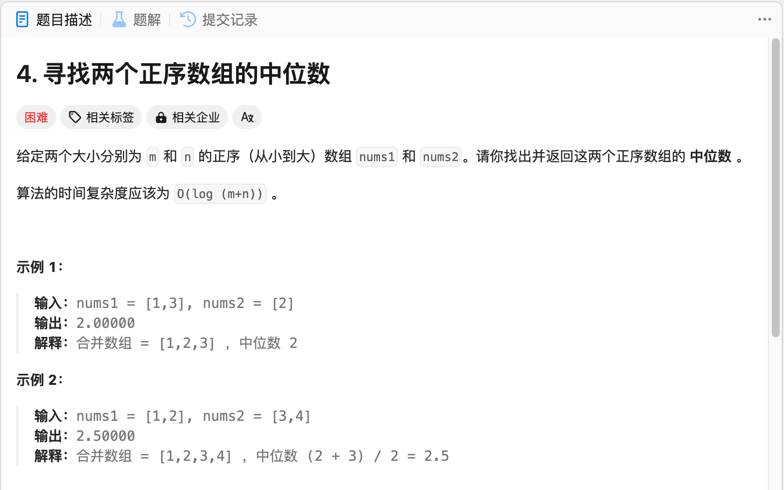 题目描述 题解 提交记录
4. 寻找两个正序数组的中位数
困难 相关标签 相关企业 A文
给定两个大小分别为 m 和 n 的正序（从小到大）数组 nums1 和 nums2。请你找出并返回这两个正序数组的 中位数 。
算法的时间复杂度应该为 O(log (m+n)) 。
示例 1：
输入：nums1 = [1,3], nums2 = [2]
输出：2.00000
解释：合并数组 = [1,2,3] ，中位数 2
示例 2：
输入：nums1 = [1,2], nums2 = [3,4]
输出：2.50000
解释：合并数组 = [1,2,3,4] ，中位数 (2 + 3) / 2 = 2.5